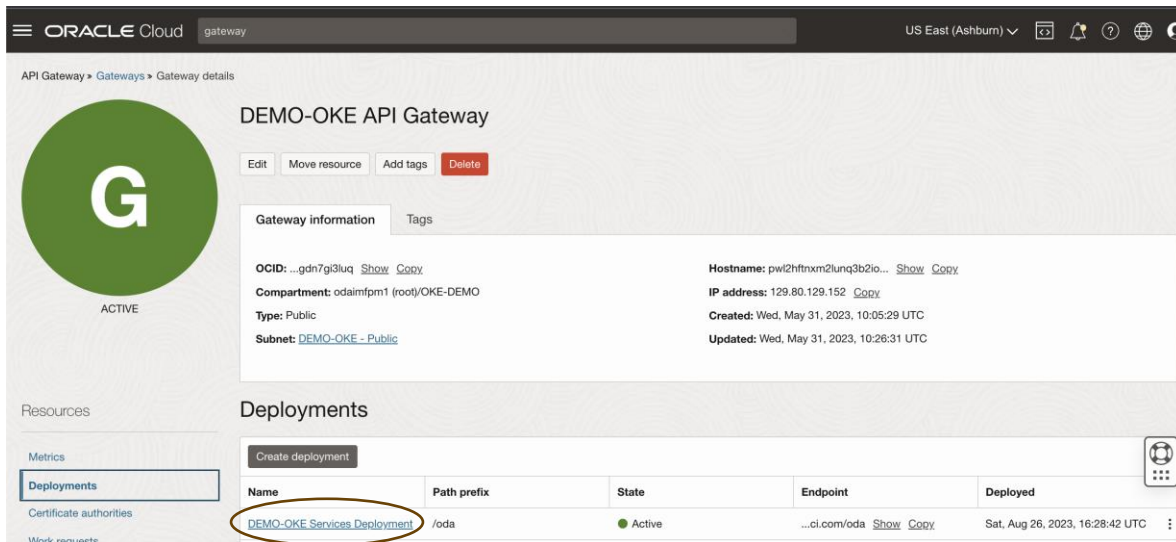 ORACLE Cloud
gateway
US East (Ashburn)
API Gateway » Gateways » Gateway details
G
ACTIVE
DEMO-OKE API Gateway
Edit
Move resource
Add tags
Delete
Gateway information
Tags
OCID: ...gdn7gi3luq Show Copy
Compartment: odaimfpm1 (root)/OKE-DEMO
Type: Public
Subnet: DEMO-OKE - Public
Hostname: pwl2hftnxm2lunq3b2io... Show Copy
IP address: 129.80.129.152 Copy
Created: Wed, May 31, 2023, 10:05:29 UTC
Updated: Wed, May 31, 2023, 10:26:31 UTC
Resources
Metrics
Deployments
Certificate authorities
Work requests
Deployments
Create deployment
Name Path prefix State Endpoint Deployed
DEMO-OKE Services Deployment /oda Active ...ci.com/oda Show Copy Sat, Aug 26, 2023, 16:28:42 UTC